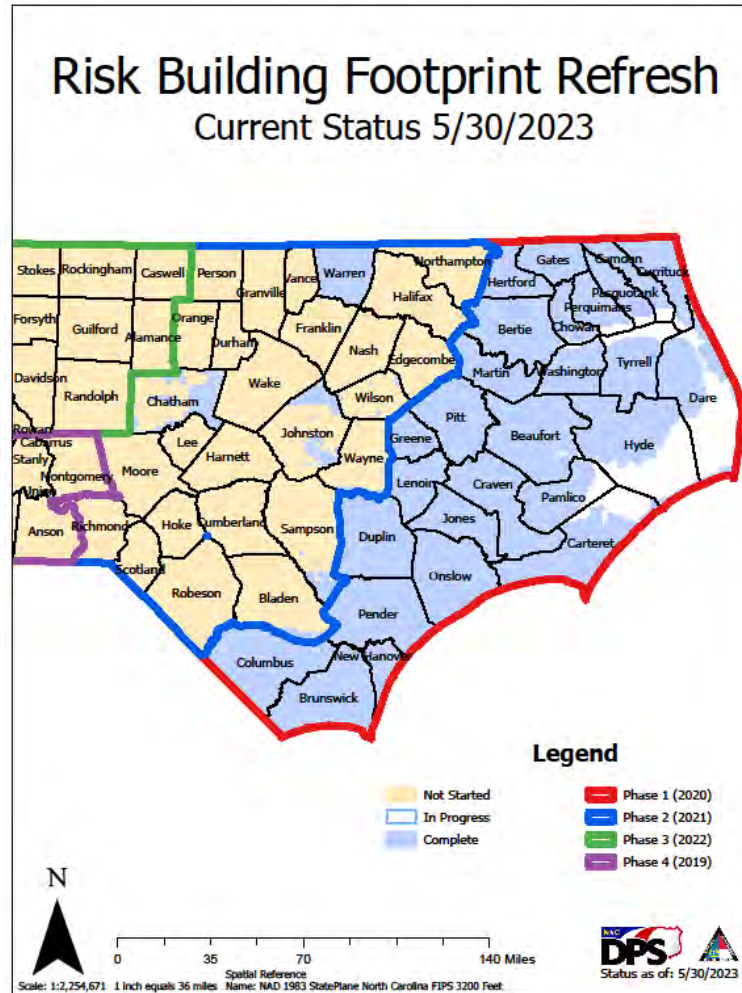 Risk Building Footprint Refresh
Current Status 5/30/2023
Stokes
Rockingham
Caswell
Person
Granville
Vance
Warren
Northampton
Halifax
Hertford
Gates
Camden
Currituck
Pasquotank
Perquimans
Chowan
Bertie
Forsyth
Guilford
Alamance
Orange
Durham
Franklin
Nash
Edgecombe
Martin
Washington
Tyrrell
Dare
Davidson
Randolph
Chatham
Wake
Wilson
Pitt
Beaufort
Hyde
Rowan
Cabarrus
Stanly
Union
Montgomery
Moore
Lee
Harnett
Johnston
Wayne
Greene
Lenoir
Craven
Pamlico
Jones
Carteret
Anson
Richmond
Hoke
Cumberland
Sampson
Duplin
Onslow
Scotland
Robeson
Bladen
Pender
Columbus
New Hanover
Brunswick
Legend
Not Started
In Progress
Complete
Phase 1 (2020)
Phase 2 (2021)
Phase 3 (2022)
Phase 4 (2019)
N
0 35 70 140 Miles
Spatial Reference
Scale: 1:2,254,671 1 inch equals 36 miles Name: NAD 1983 StatePlane North Carolina FIPS 3200 Feet
DPS
Status as of: 5/30/2023